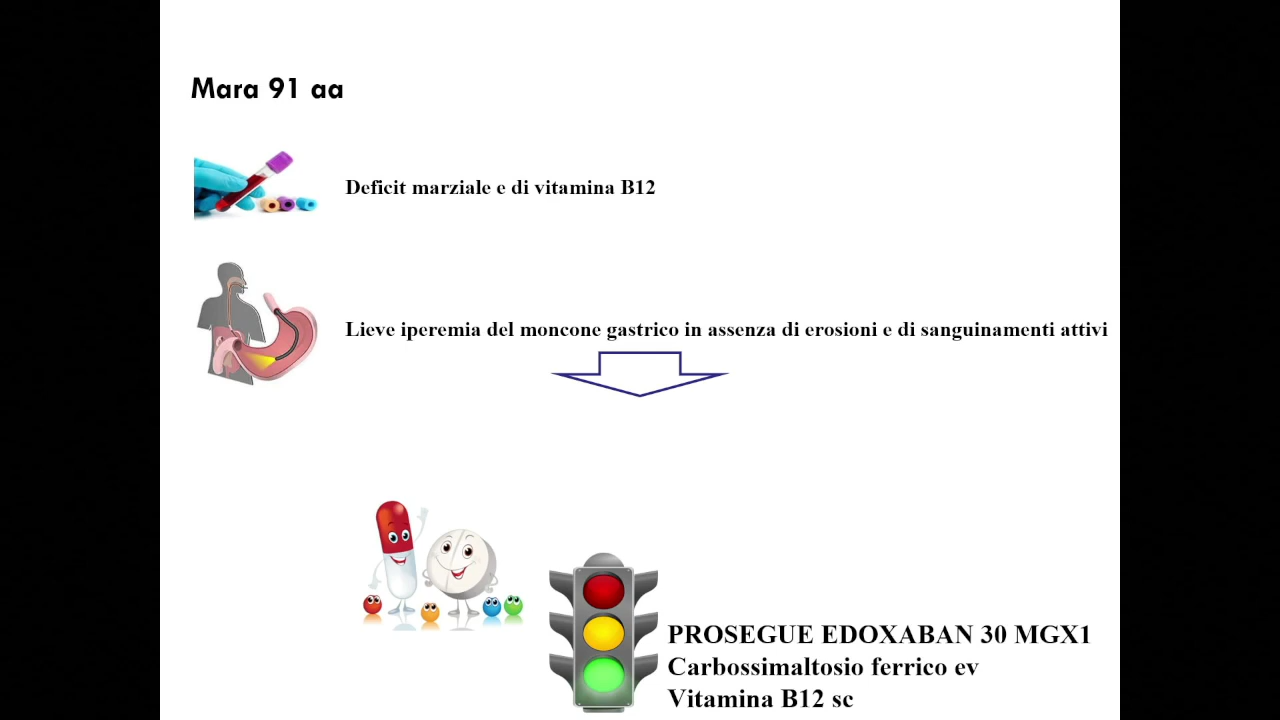 Mara 91 aa
Deficit marziale e di vitamina B12
Lieve iperemia del moncone gastrico in assenza di erosioni e di sanguinamenti attivi
PROSEGUE EDOXABAN 30 MGX1
Carbossimaltosio ferrico ev
Vitamina B12 sc